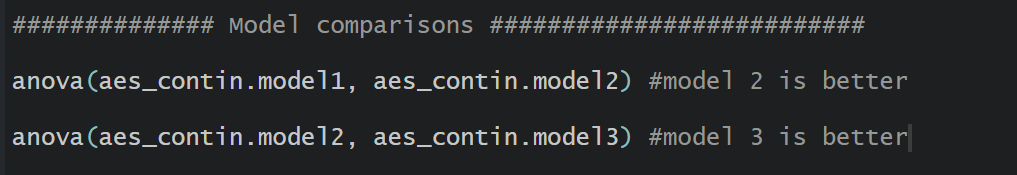 ############## Model comparisons ##########################
anova(aes_contin.model1, aes_contin.model2) #model 2 is better
anova(aes_contin.model2, aes_contin.model3) #model 3 is better